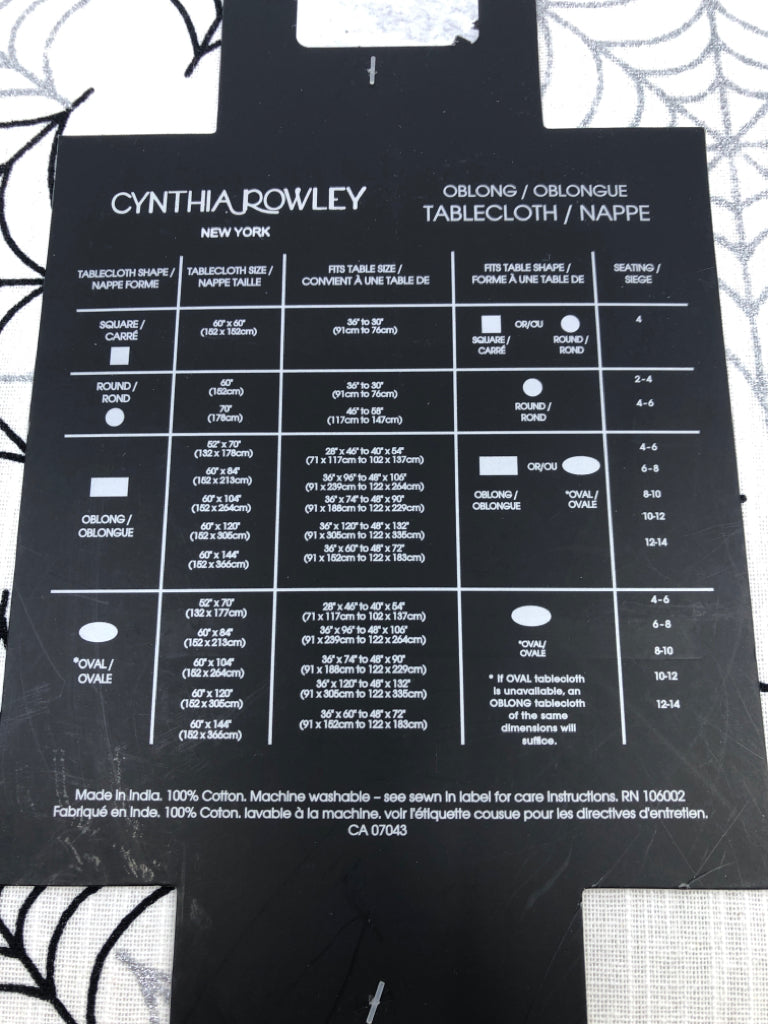 CYNTHIA ROWLEY
NEW YORK
OBLONG / OBLONGUE
TABLECLOTH / NAPPE
TABLECLOTH SHAPE /
NAPPE FORME
TABLECLOTH SIZE /
NAPPE TAILLE
FITS TABLE SIZE /
CONVIENT À UNE TABLE DE
FITS TABLE SHAPE /
FORME À UNE TABLE DE
SEATING /
SIEGE
SQUARE /
CARRÉ
60" x 60"
(152 x 152cm)
36" to 30"
(91cm to 76cm)
OR/OU
SQUARE /
CARRÉ
ROUND /
ROND
4
ROUND /
ROND
60"
(152cm)
70"
(178cm)
36" to 30"
(91cm to 76cm)
46" to 58"
(117cm to 147cm)
ROUND /
ROND
2-4
4-6
OBLONG /
OBLONGUE
52" x 70"
(132 x 178cm)
60" x 84"
(152 x 213cm)
60" x 104"
(152 x 264cm)
60" x 120"
(152 x 305cm)
60" x 144"
(152 x 366cm)
28" x 46" to 40" x 54"
(71 x 117cm to 102 x 137cm)
36" x 96" to 48" x 106"
(91 x 239cm to 122 x 264cm)
36" x 74" to 48" x 90"
(91 x 188cm to 122 x 229cm)
36" x 120" to 48" x 132"
(91 x 305cm to 122 x 335cm)
36" x 60" to 48" x 72"
(91 x 152cm to 122 x 183cm)
OR/OU
OBLONG /
OBLONGUE
*OVAL /
OVALE
4-6
6-8
8-10
10-12
12-14
*OVAL /
OVALE
52" x 70"
(132 x 177cm)
60" x 84"
(152 x 213cm)
60" x 104"
(152 x 264cm)
60" x 120"
(152 x 305cm)
60" x 144"
(152 x 366cm)
28" x 46" to 40" x 54"
(71 x 117cm to 102 x 137cm)
36" x 96" to 48" x 106"
(91 x 239cm to 122 x 264cm)
36" x 74" to 48" x 90"
(91 x 188cm to 122 x 229cm)
36" x 120" to 48" x 132"
(91 x 305cm to 122 x 335cm)
36" x 60" to 48" x 72"
(91 x 152cm to 122 x 183cm)
*OVAL/
OVALE
* If OVAL tablecloth
is unavailable, an
OBLONG tablecloth
of the same
dimensions will
suffice.
4-6
6-8
8-10
10-12
12-14
Made in India. 100% Cotton. Machine washable – see sewn in label for care instructions. RN 106002
Fabriqué en Inde. 100% Coton. lavable à la machine. voir l'étiquette cousue pour les directives d'entretien.
CA 07043